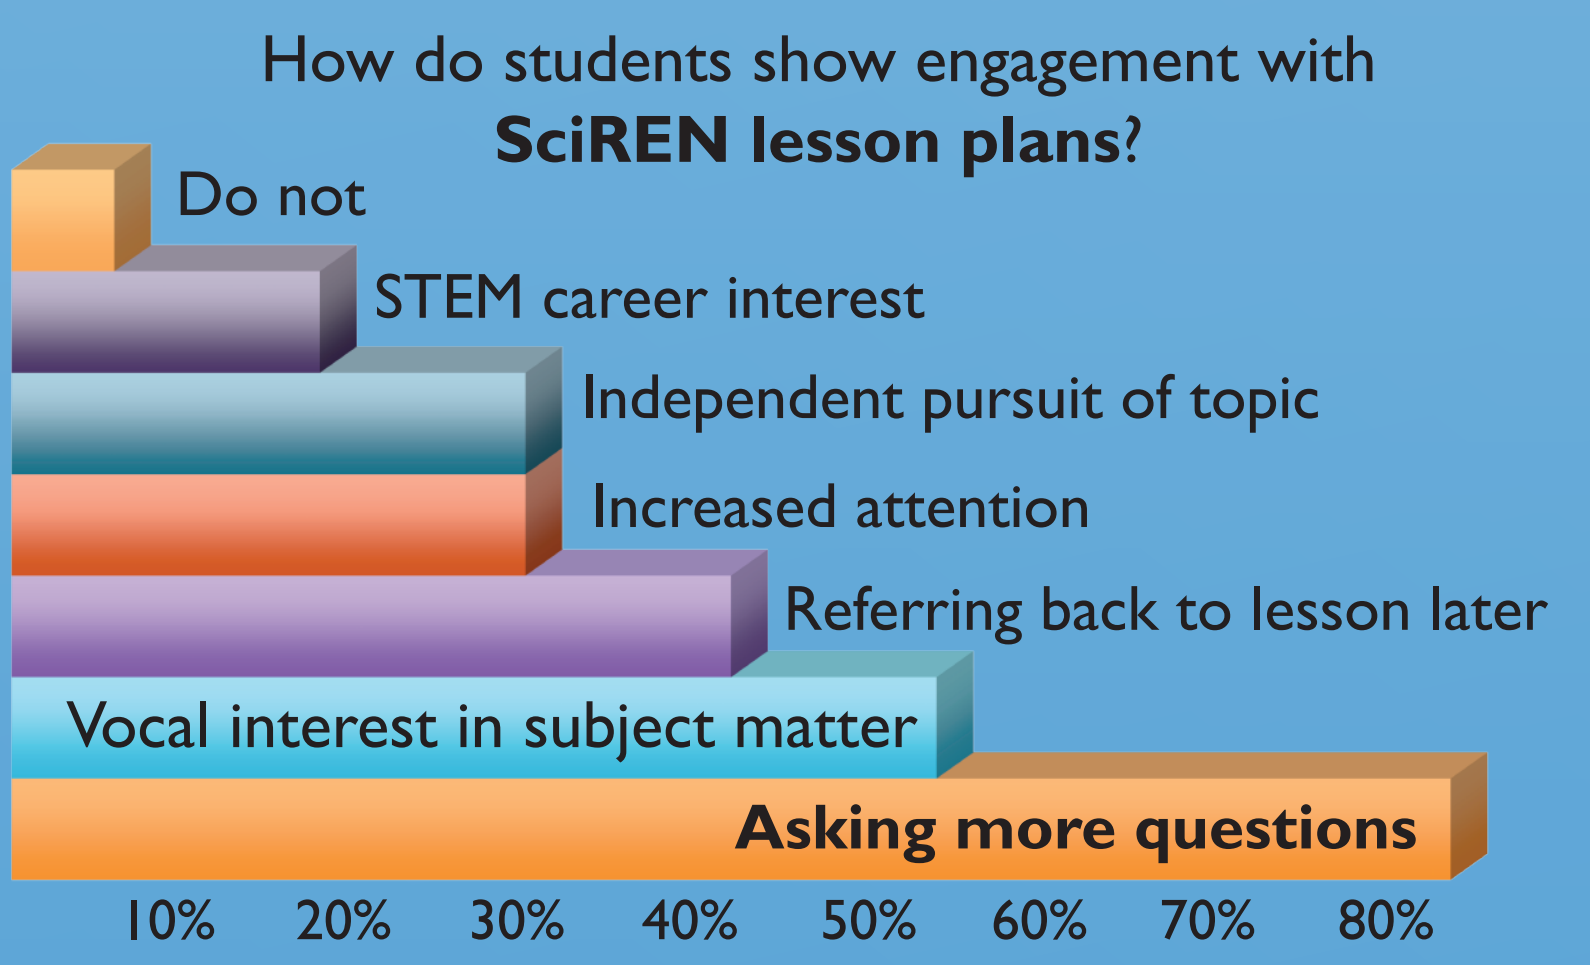 How do students show engagement with
SciREN lesson plans?
Do not
STEM career interest
Independent pursuit of topic
Increased attention
Referring back to lesson later
Vocal interest in subject matter
Asking more questions
10% 20% 30% 40% 50% 60% 70% 80%